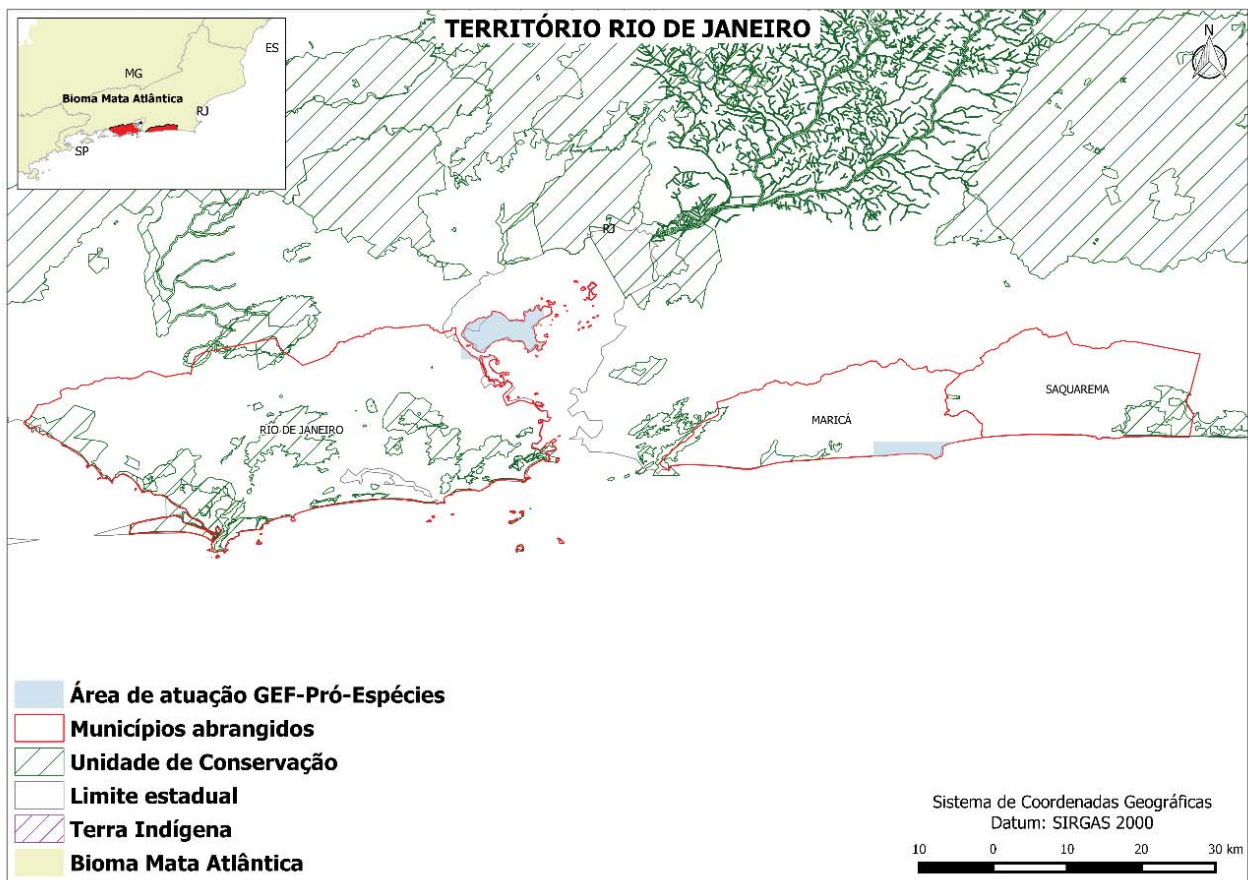 TERRITÓRIO RIO DE JANEIRO
N
ES
MG
Bioma Mata Atlântica
RJ
SP
RJ
SAQUAREMA
MARICÁ
RIO DE JANEIRO
Área de atuação GEF-Pró-Espécies
Municípios abrangidos
Unidade de Conservação
Limite estadual
Terra Indígena
Bioma Mata Atlântica
Sistema de Coordenadas Geográficas
Datum: SIRGAS 2000
10 0 10 20 30 km